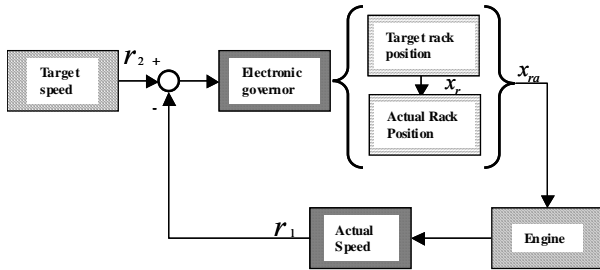 Target
speed
r2
+
-
Electronic
governor
Target rack
position
xr
Actual Rack
Position
xra
r1
Actual
Speed
Engine